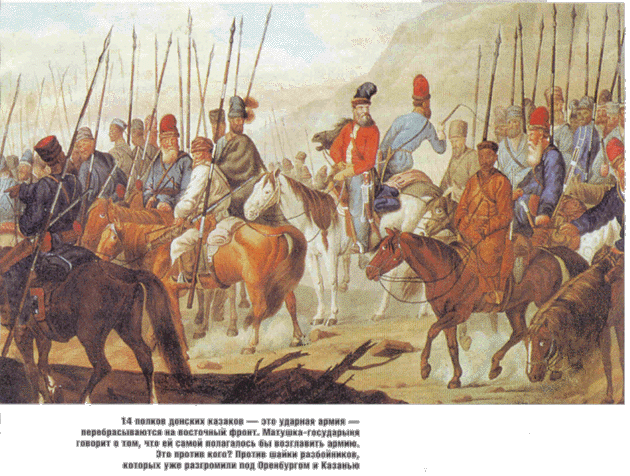 14 полков донских казаков — это ударная армия —
перебрасываются на восточный фронт. Матушка-государыня
говорит о том, что ей самой полагалось бы возглавить армию.
Это против кого? Против шайки разбойников,
которых уже разгромили под Оренбургом и Казанью